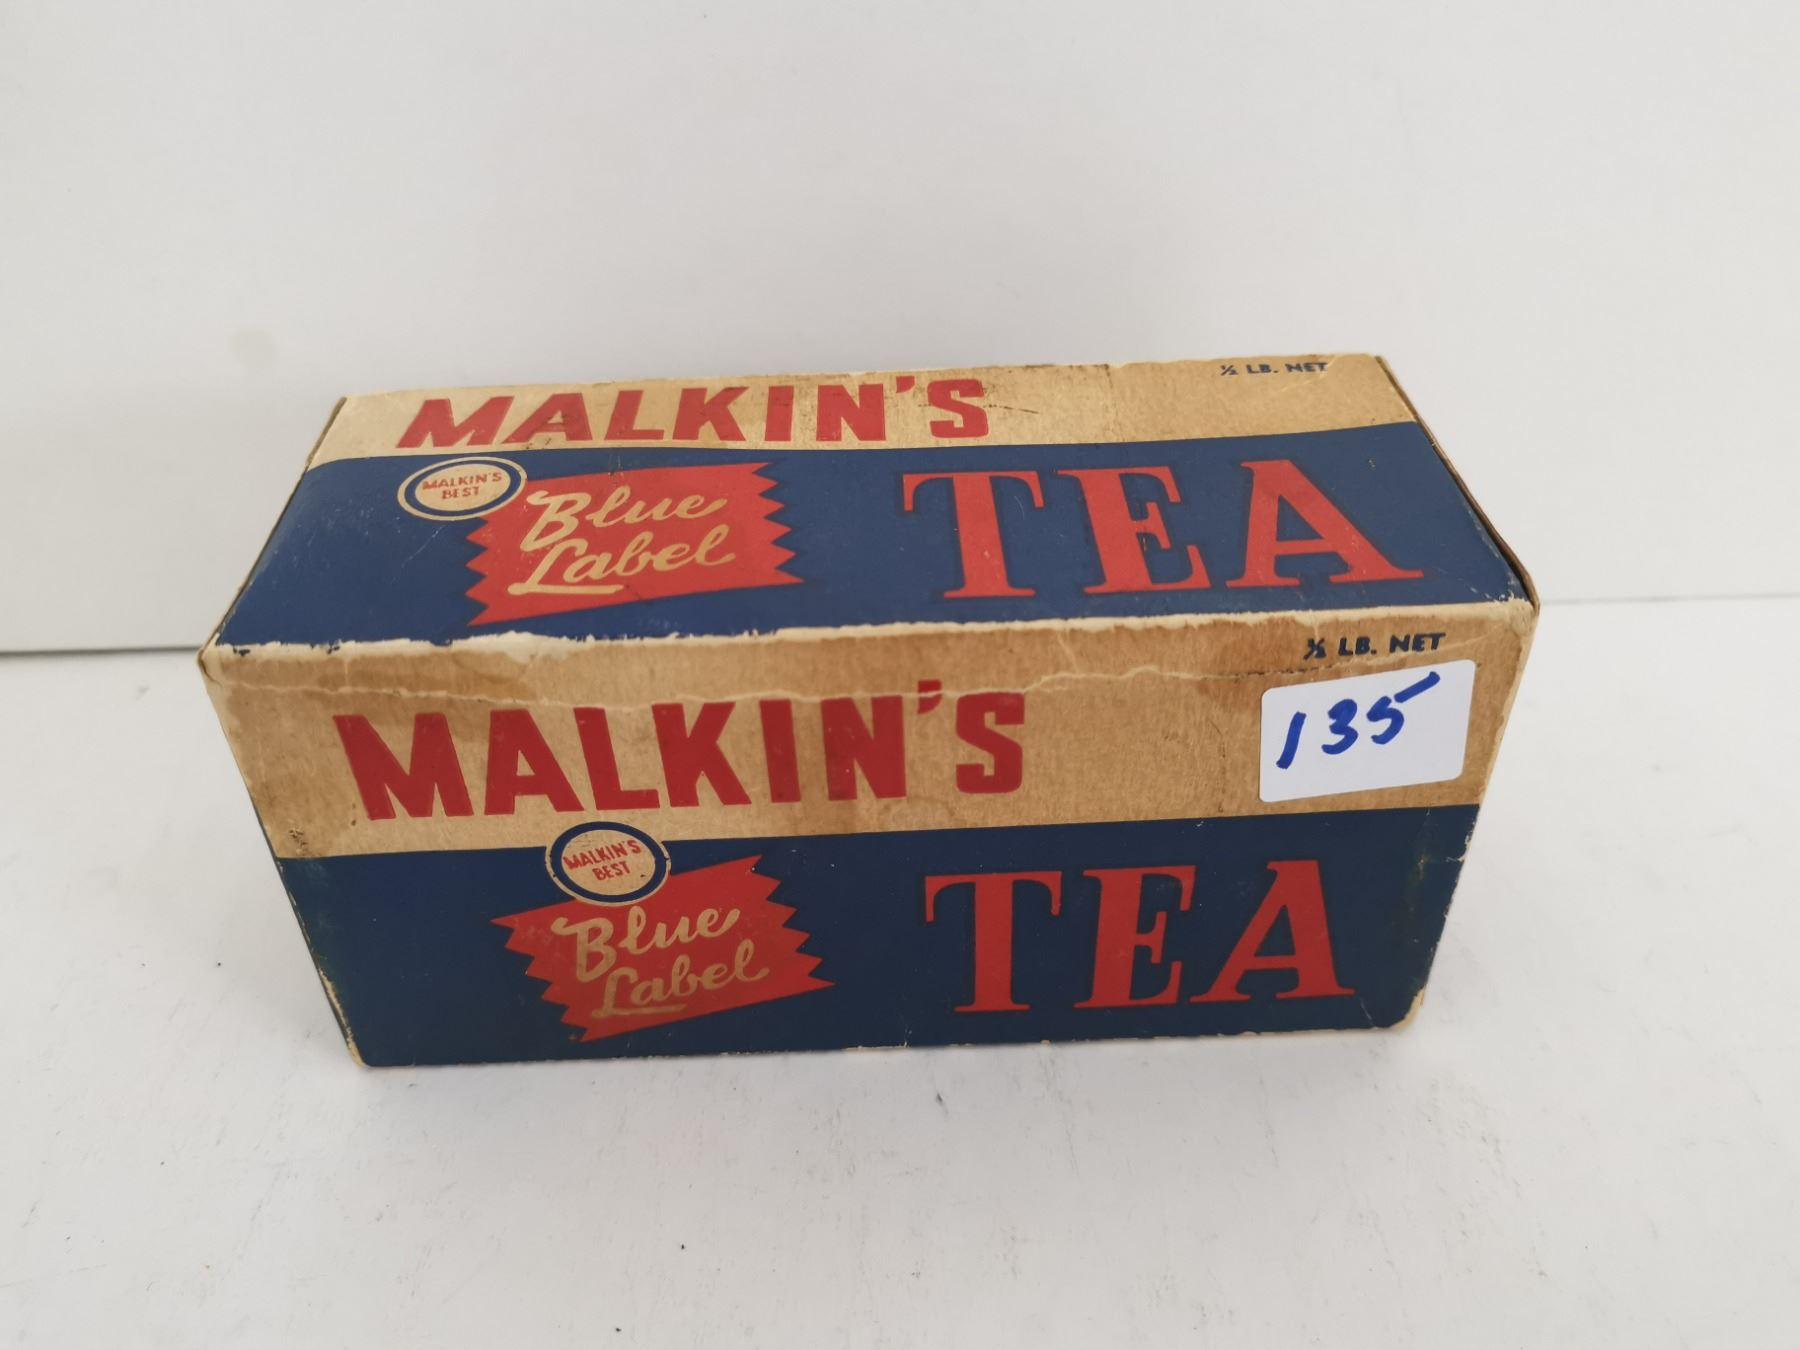 MALKIN'S
½ LB. NET
MALKIN'S
BEST
Blue
Label
TEA
½ LB. NET
135
MALKIN'S
MALKIN'S
BEST
Blue
Label
TEA